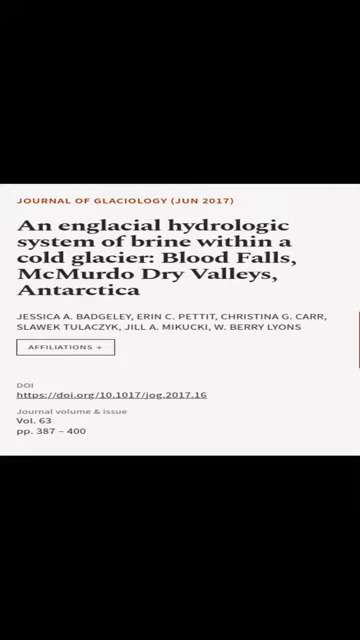 JOURNAL OF GLACIOLOGY (JUN 2017)
An englacial hydrologic
system of brine within a
cold glacier: Blood Falls,
McMurdo Dry Valleys,
Antarctica
JESSICA A. BADGELEY, ERIN C. PETTIT, CHRISTINA G. CARR,
SLAWEK TULACZYK, JILL A. MIKUCKI, W. BERRY LYONS
AFFILIATIONS +
DOI
https://doi.org/10.1017/jog.2017.16
Journal volume & issue
Vol. 63
pp. 387 – 400